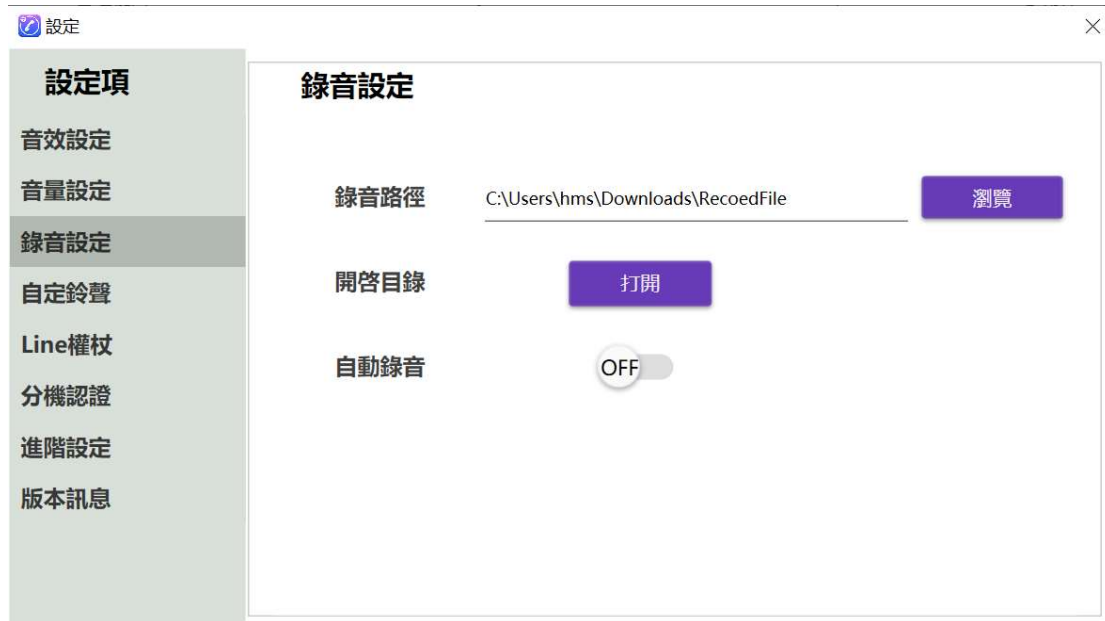 設定
設定項
音效設定
音量設定
錄音設定
自定鈴聲
Line權杖
分機認證
進階設定
版本訊息
錄音設定
錄音路徑 C:\Users\hms\Downloads\RecoedFile 瀏覽
開啓目錄 打開
自動錄音 OFF